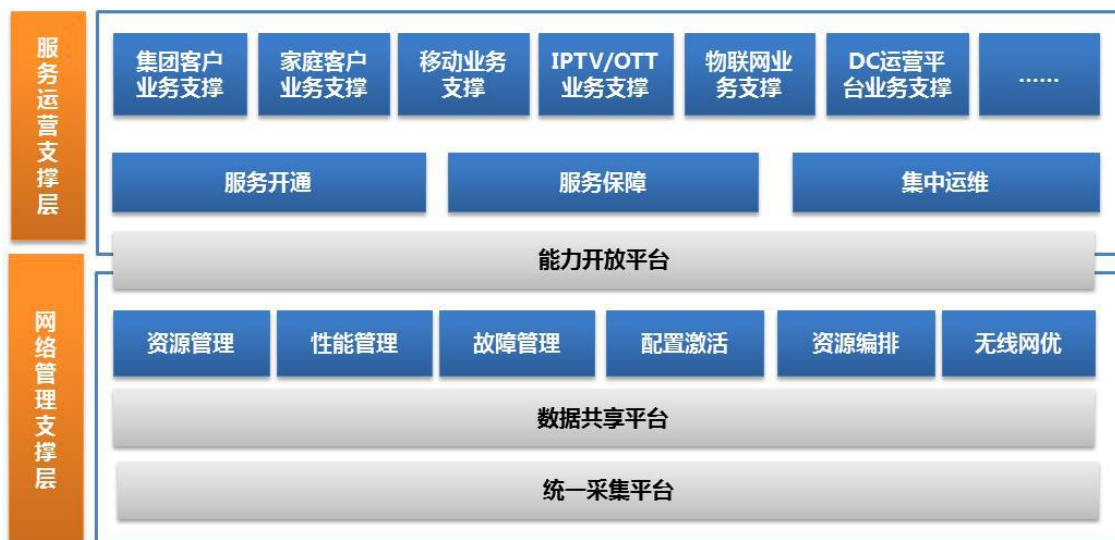 服务运营支撑层
集团客户
业务支撑
家庭客户
业务支撑
移动业务
支撑
IPTV/OTT
业务支撑
物联网业
务支撑
DC运营平
台业务支撑
……
服务开通
服务保障
集中运维
能力开放平台
网络管理支撑层
资源管理
性能管理
故障管理
配置激活
资源编排
无线网优
数据共享平台
统一采集平台